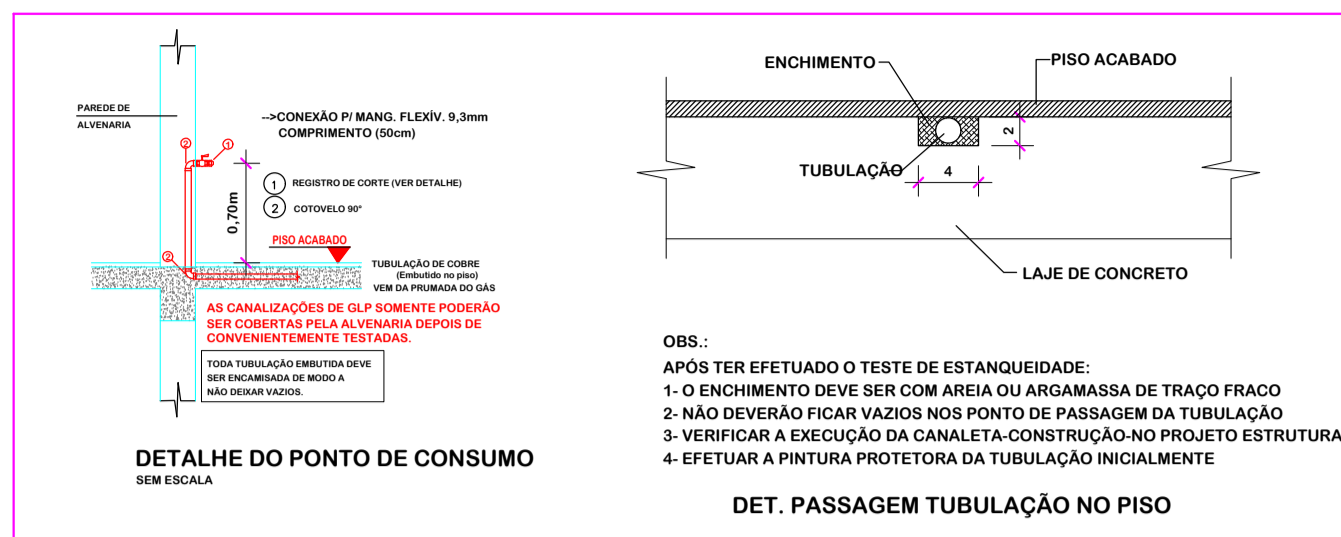 PAREDE DE
ALVENARIA
-->CONEXÃO P/ MANG. FLEXÍV. 9,3mm
COMPRIMENTO (50cm)
2
1
0,70m
1 REGISTRO DE CORTE (VER DETALHE)
2 COTOVELO 90°
PISO ACABADO
2
TUBULAÇÃO DE COBRE
(Embutido no piso)
VEM DA PRUMADA DO GÁS
AS CANALIZAÇÕES DE GLP SOMENTE PODERÃO
SER COBERTAS PELA ALVENARIA DEPOIS DE
CONVENIENTEMENTE TESTADAS.
TODA TUBULAÇÃO EMBUTIDA DEVE
SER ENCAMISADA DE MODO A
NÃO DEIXAR VAZIOS.
DETALHE DO PONTO DE CONSUMO
SEM ESCALA
ENCHIMENTO
PISO ACABADO
2
TUBULAÇÃO
4
LAJE DE CONCRETO
OBS.:
APÓS TER EFETUADO O TESTE DE ESTANQUEIDADE:
1- O ENCHIMENTO DEVE SER COM AREIA OU ARGAMASSA DE TRAÇO FRACO
2- NÃO DEVERÃO FICAR VAZIOS NOS PONTO DE PASSAGEM DA TUBULAÇÃO
3- VERIFICAR A EXECUÇÃO DA CANALETA-CONSTRUÇÃO-NO PROJETO ESTRUTURA
4- EFETUAR A PINTURA PROTETORA DA TUBULAÇÃO INICIALMENTE
DET. PASSAGEM TUBULAÇÃO NO PISO